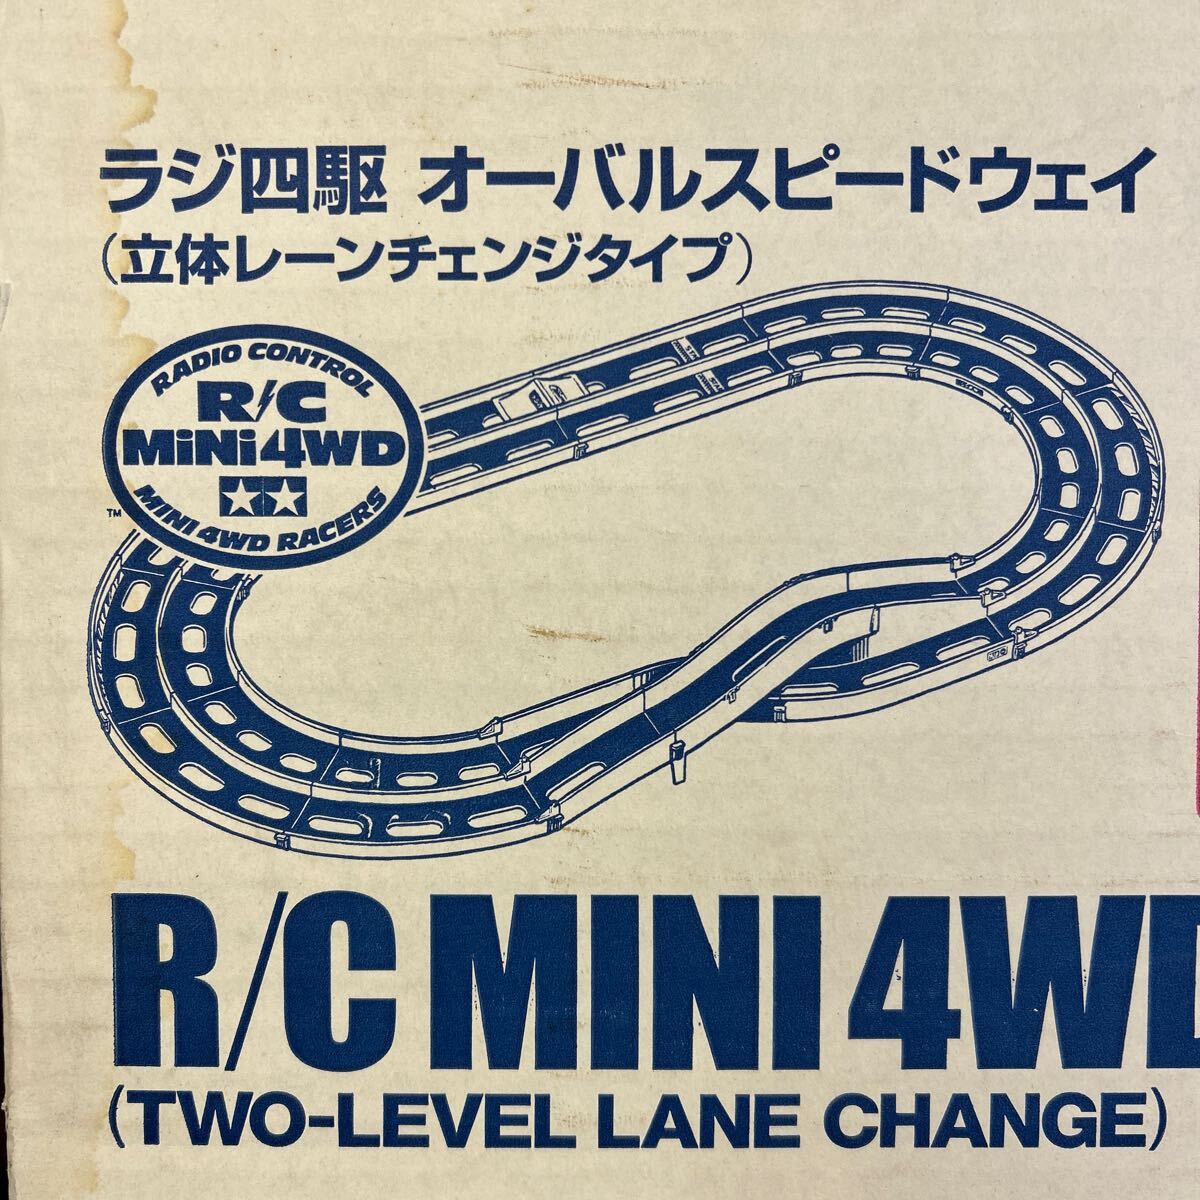 ラジ四駆 オーバルスピードウェイ
(立体レーンチェンジタイプ)
RADIO CONTROL
R/C
MiNi4WD
MINI 4WD RACERS
TM
R/C MINI 4WD
(TWO-LEVEL LANE CHANGE)